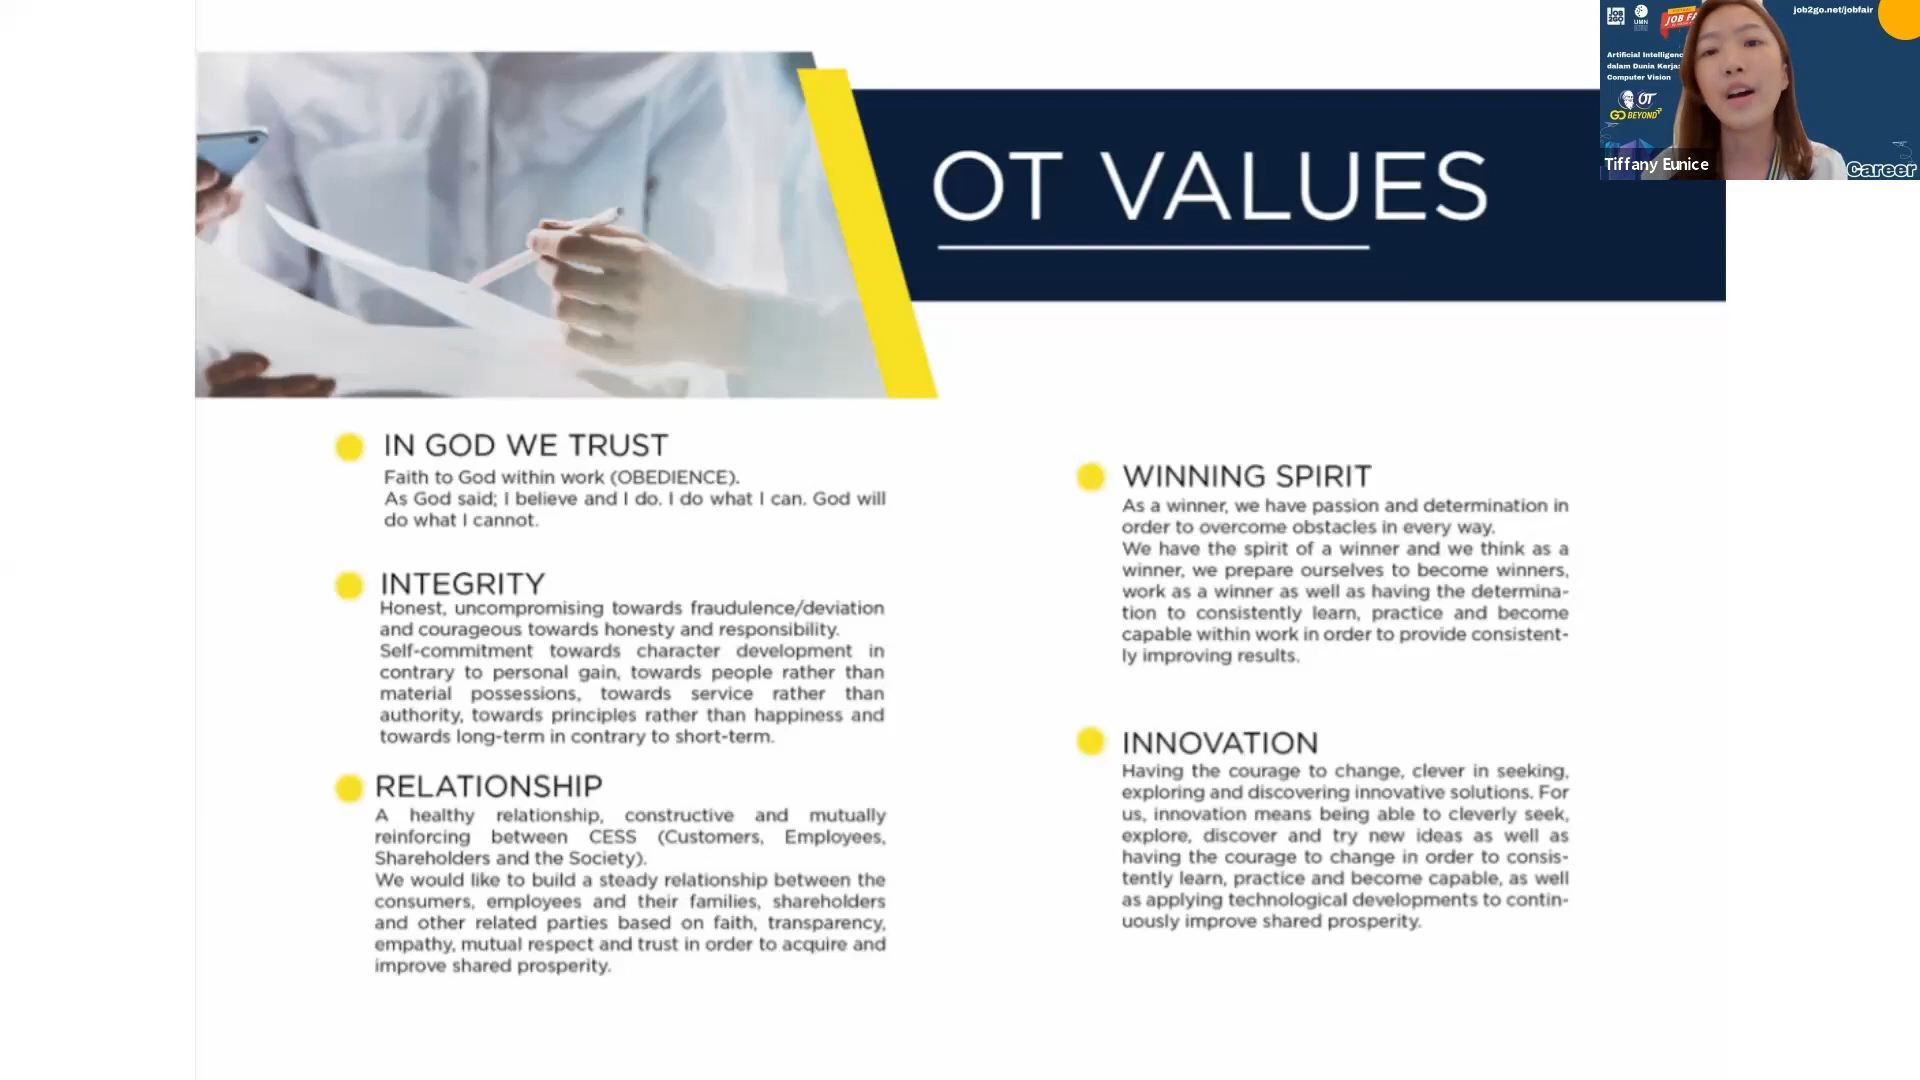 OT VALUES
IN GOD WE TRUST
Faith to God within work (OBEDIENCE).
As God said; I believe and I do. I do what I can. God will
do what I cannot.
INTEGRITY
Honest, uncompromising towards fraudulence/deviation
and courageous towards honesty and responsibility.
Self-commitment towards character development in
contrary to personal gain, towards people rather than
material possessions, towards service rather than
authority, towards principles rather than happiness and
towards long-term in contrary to short-term.
RELATIONSHIP
A healthy relationship, constructive and mutually
reinforcing between CESS (Customers, Employees,
Shareholders and the Society).
We would like to build a steady relationship between the
consumers, employees and their families, shareholders
and other related parties based on faith, transparency,
empathy, mutual respect and trust in order to acquire and
improve shared prosperity.
WINNING SPIRIT
As a winner, we have passion and determination in
order to overcome obstacles in every way.
We have the spirit of a winner and we think as a
winner, we prepare ourselves to become winners,
work as a winner as well as having the determina-
tion to consistently learn, practice and become
capable within work in order to provide consistent-
ly improving results.
INNOVATION
Having the courage to change, clever in seeking,
exploring and discovering innovative solutions. For
us, innovation means being able to cleverly seek,
explore, discover and try new ideas as well as
having the courage to change in order to consis-
tently learn, practice and become capable, as well
as applying technological developments to contin-
uously improve shared prosperity.
JOB2GO
UMN
JOB FA
job2go.net/jobfair
Artificial Intelligenc
dalam Dunia Kerja:
Computer Vision
OT
GO BEYOND
Tiffany Eunice
Career